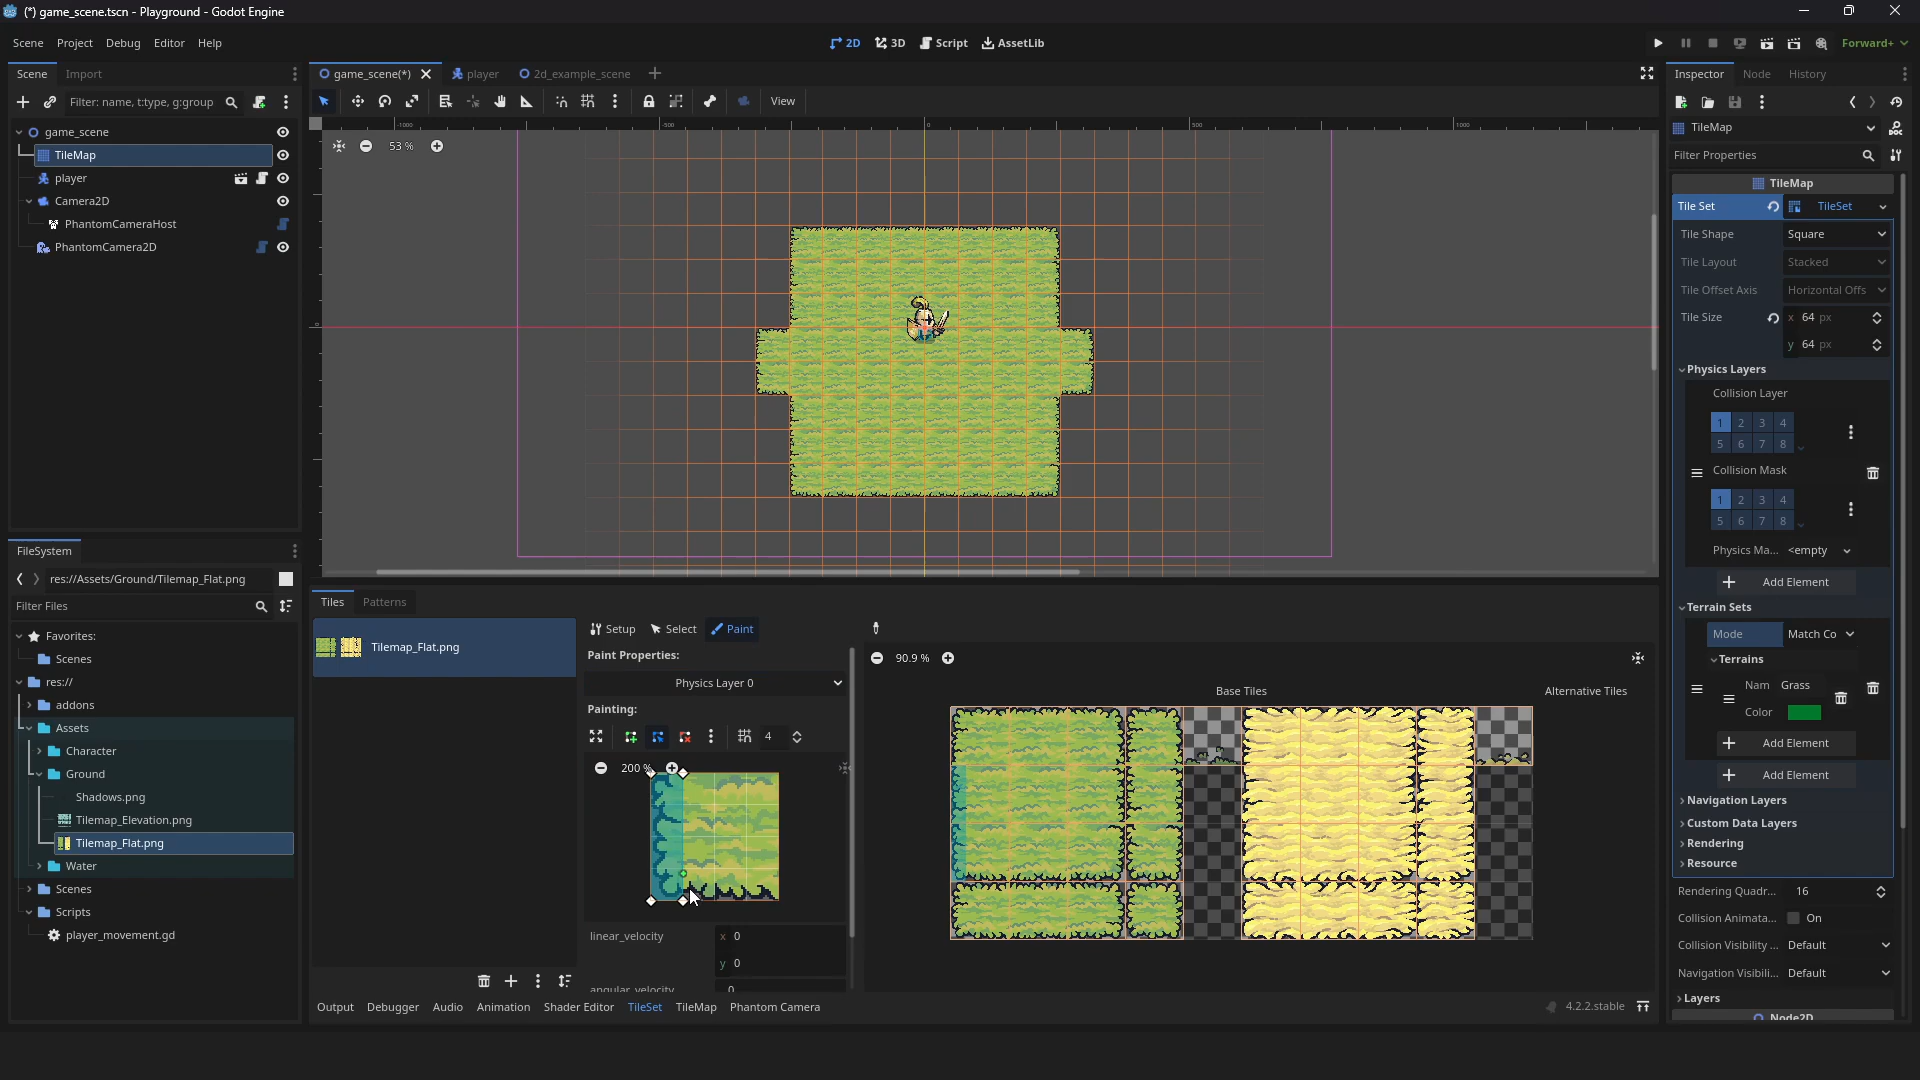 (*) game_scene.tscn - Playground - Godot Engine
Scene Project Debug Editor Help
2D 3D Script AssetLib
Forward+
Scene Import
game_scene(*) player 2d_example_scene
Inspector Node History
Filter: name, t:type, g:group
View
game_scene
TileMap
player
Camera2D
PhantomCameraHost
PhantomCamera2D
-1000 -500 0 500 1000
53 %
0
TileMap
Filter Properties
TileMap
Tile Set TileSet
Tile Shape Square
Tile Layout Stacked
Tile Offset Axis Horizontal Offs
Tile Size x 64 px
y 64 px
Physics Layers
Collision Layer
1 2 3 4
5 6 7 8
Collision Mask
1 2 3 4
5 6 7 8
Physics Ma... <empty>
Add Element
Terrain Sets
Mode Match Co
Terrains
Nam Grass
Color
Add Element
Add Element
Navigation Layers
Custom Data Layers
Rendering
Resource
Rendering Quadr... 16
Collision Animata... On
Collision Visibility ... Default
Navigation Visibili... Default
Layers
Node2D
FileSystem
res://Assets/Ground/Tilemap_Flat.png
Filter Files
Favorites:
Scenes
res://
addons
Assets
Character
Ground
Shadows.png
Tilemap_Elevation.png
Tilemap_Flat.png
Water
Scenes
Scripts
player_movement.gd
Tiles Patterns
Tilemap_Flat.png
Setup Select Paint
Paint Properties:
Physics Layer 0
Painting:
4
200 %
linear_velocity x 0
y 0
angular_velocity 0
90.9 %
Base Tiles
Alternative Tiles
Output Debugger Audio Animation Shader Editor TileSet TileMap Phantom Camera
4.2.2.stable